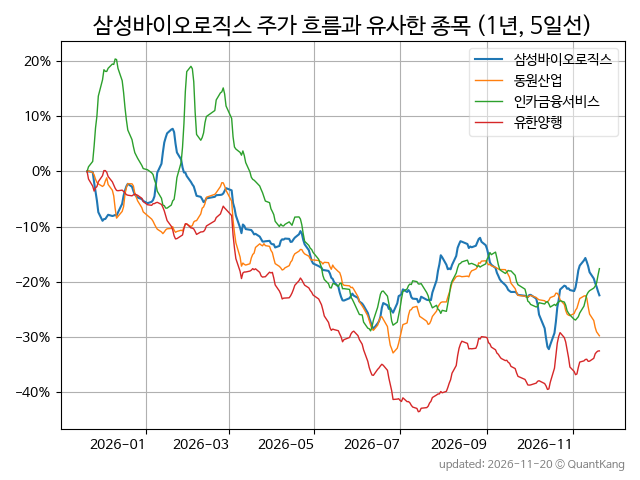 삼성바이오로직스 주가 흐름과 유사한 종목 (1년, 5일선)
삼성바이오로직스
동원산업
인카금융서비스
유한양행
20%
10%
0%
−10%
−20%
−30%
−40%
2026-01 2026-03 2026-05 2026-07 2026-09 2026-11
updated: 2026-11-20 © QuantKang